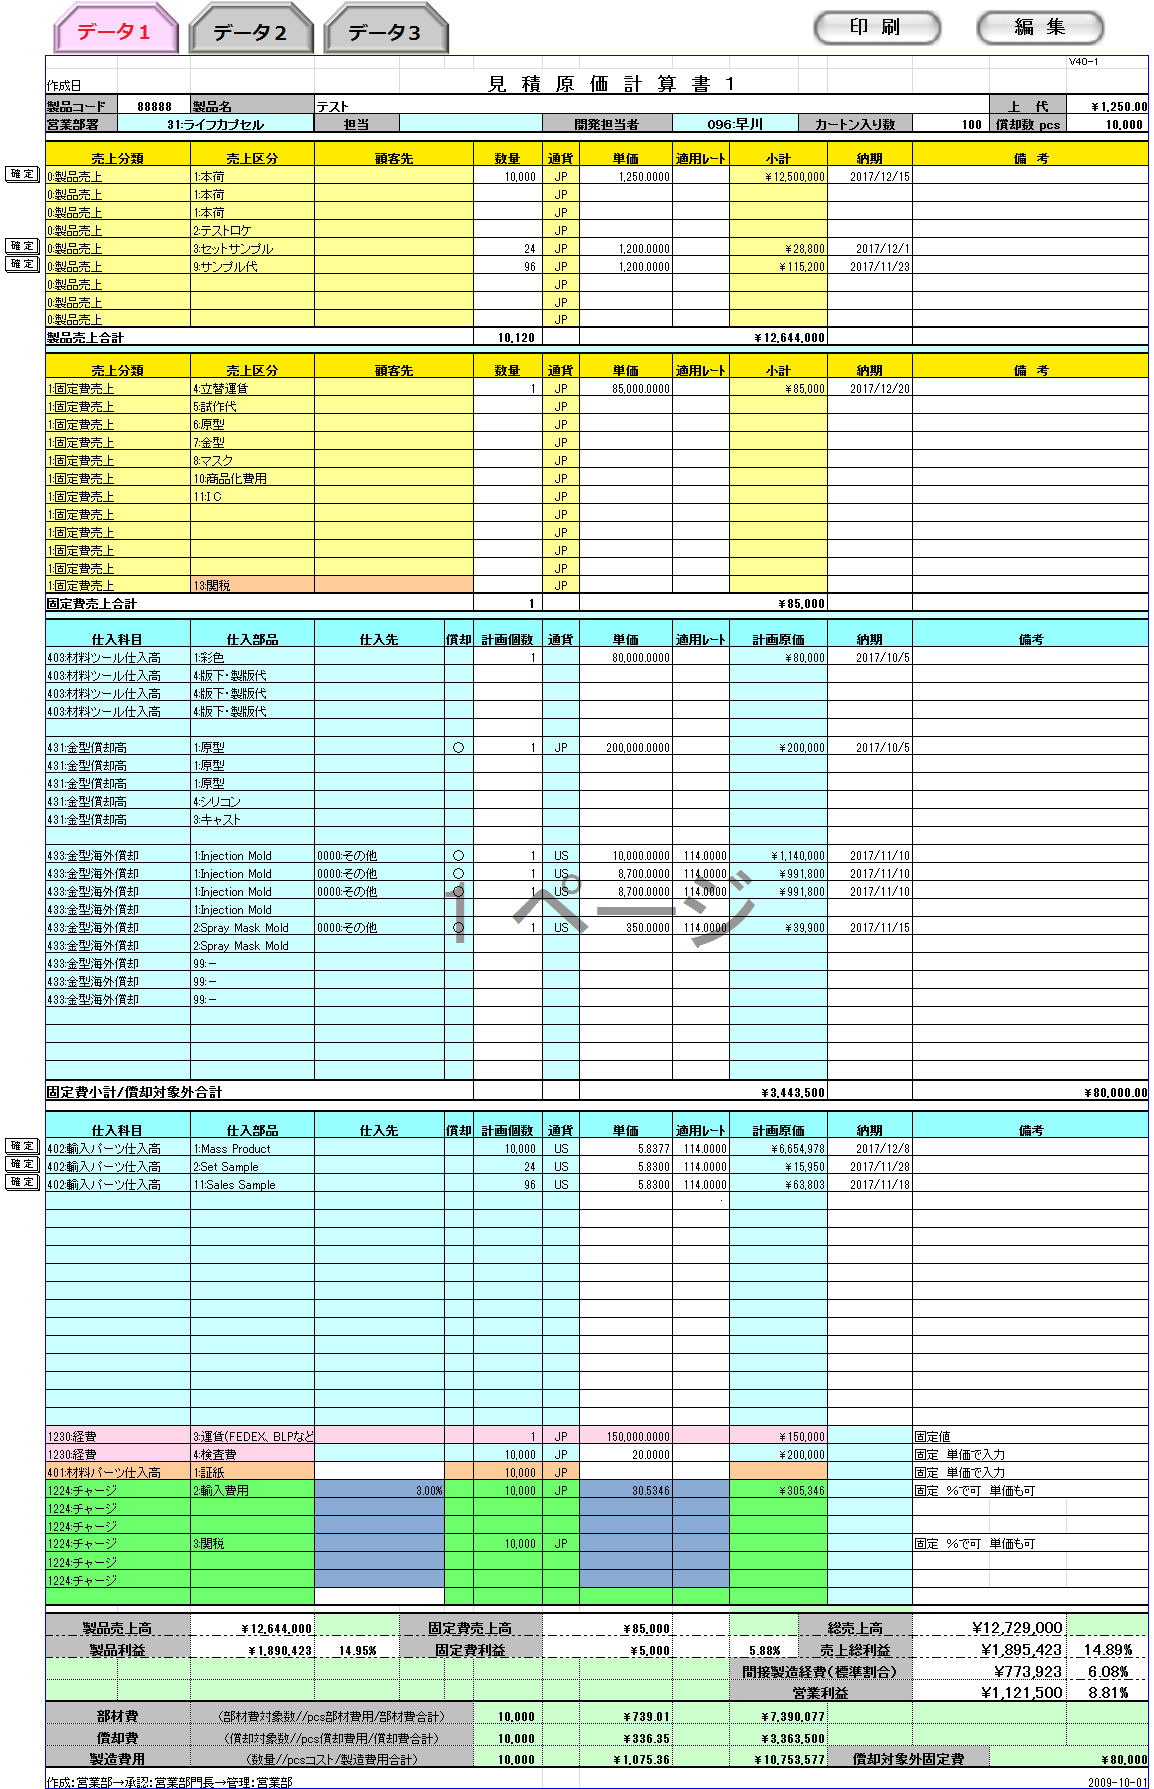 データ1 データ2 データ3 印 刷 編 集
V40-1
作成日 見 積 原 価 計 算 書 1
製品コード 88888 製品名 テスト 上 代 ¥1,250.00
営業部署 31:ライフカプセル 担当 開発担当者 096:早川 カートン入り数 100 償却数 pcs 10,000
売上分類 売上区分 顧客先 数量 通貨 単価 適用レート 小計 納期 備 考
確定 0:製品売上 1:本荷 10,000 JP 1,250.0000 ¥12,500,000 2017/12/15
0:製品売上 1:本荷 JP
0:製品売上 1:本荷 JP
0:製品売上 2:テストロケ JP
確定 0:製品売上 3:セットサンプル 24 JP 1,200.0000 ¥28,800 2017/12/1
確定 0:製品売上 9:サンプル代 96 JP 1,200.0000 ¥115,200 2017/11/23
0:製品売上 JP
0:製品売上 JP
0:製品売上 JP
製品売上合計 10,120 ¥12,644,000
売上分類 売上区分 顧客先 数量 通貨 単価 適用レート 小計 納期 備 考
1:固定費売上 4:立替運賃 1 JP 85,000.0000 ¥85,000 2017/12/20
1:固定費売上 5:試作代 JP
1:固定費売上 6:原型 JP
1:固定費売上 7:金型 JP
1:固定費売上 8:マスク JP
1:固定費売上 10:商品化費用 JP
1:固定費売上 11:IC JP
1:固定費売上 JP
1:固定費売上 JP
1:固定費売上 JP
1:固定費売上 JP
1:固定費売上 13:関税 JP
固定費売上合計 1 ¥85,000
仕入科目 仕入部品 仕入先 償却 計画個数 通貨 単価 適用レート 計画原価 納期 備考
403:材料ツール仕入高 1:彩色 1 80,000.0000 ¥80,000 2017/10/5
403:材料ツール仕入高 4:版下・製版代
403:材料ツール仕入高 4:版下・製版代
403:材料ツール仕入高 4:版下・製版代
431:金型償却高 1:原型 ○ 1 JP 200,000.0000 ¥200,000 2017/10/5
431:金型償却高 1:原型
431:金型償却高 1:原型
431:金型償却高 4:シリコン
431:金型償却高 3:キャスト
433:金型海外償却 1:Injection Mold 0000:その他 ○ 1 US 10,000.0000 114.0000 ¥1,140,000 2017/11/10
433:金型海外償却 1:Injection Mold 0000:その他 ○ 1 US 8,700.0000 114.0000 ¥991,800 2017/11/10
433:金型海外償却 1:Injection Mold 0000:その他 ○ 1 US 8,700.0000 114.0000 ¥991,800 2017/11/10
1 ページ
433:金型海外償却 1:Injection Mold
433:金型海外償却 2:Spray Mask Mold 0000:その他 ○ 1 US 350.0000 114.0000 ¥39,900 2017/11/15
433:金型海外償却 2:Spray Mask Mold
433:金型海外償却 99:−
433:金型海外償却 99:−
433:金型海外償却 99:−
固定費小計/償却対象外合計 ¥3,443,500 ¥80,000.00
仕入科目 仕入部品 仕入先 償却 計画個数 通貨 単価 適用レート 計画原価 納期 備考
確定 402:輸入パーツ仕入高 1:Mass Product 10,000 US 5.8377 114.0000 ¥6,654,978 2017/12/8
確定 402:輸入パーツ仕入高 2:Set Sample 24 US 5.8300 114.0000 ¥15,950 2017/11/28
確定 402:輸入パーツ仕入高 11:Sales Sample 96 US 5.8300 114.0000 ¥63,803 2017/11/18
1230:経費 3:運賃(FEDEX、BLPなど 1 JP 150,000.0000 ¥150,000 固定値
1230:経費 4:検査費 10,000 JP 20.0000 ¥200,000 固定 単価で入力
401:材料パーツ仕入高 1:証紙 10,000 JP 固定 単価で入力
1224:チャージ 2:輸入費用 3.00% 10,000 JP 30.5346 ¥305,346 固定 %で可 単価も可
1224:チャージ
1224:チャージ
1224:チャージ 3:関税 10,000 JP 固定 %で可 単価も可
1224:チャージ
1224:チャージ
製品売上高 ¥12,644,000 固定費売上高 ¥85,000 総売上高 ¥12,729,000
製品利益 ¥1,890,423 14.95% 固定費利益 ¥5,000 5.88% 売上総利益 ¥1,895,423 14.89%
間接製造経費(標準割合) ¥773,923 6.08%
営業利益 ¥1,121,500 8.81%
部材費 (部材費対象数//pcs部材費用/部材費合計) 10,000 ¥739.01 ¥7,390,077
償却費 (償却対象数//pcs償却費用/償却費合計) 10,000 ¥336.35 ¥3,363,500
製造費用 (数量//pcsコスト/製造費用合計) 10,000 ¥1,075.36 ¥10,753,577 償却対象外固定費 ¥80,000
作成:営業部→承認:営業部門長→管理:営業部 2009-10-01